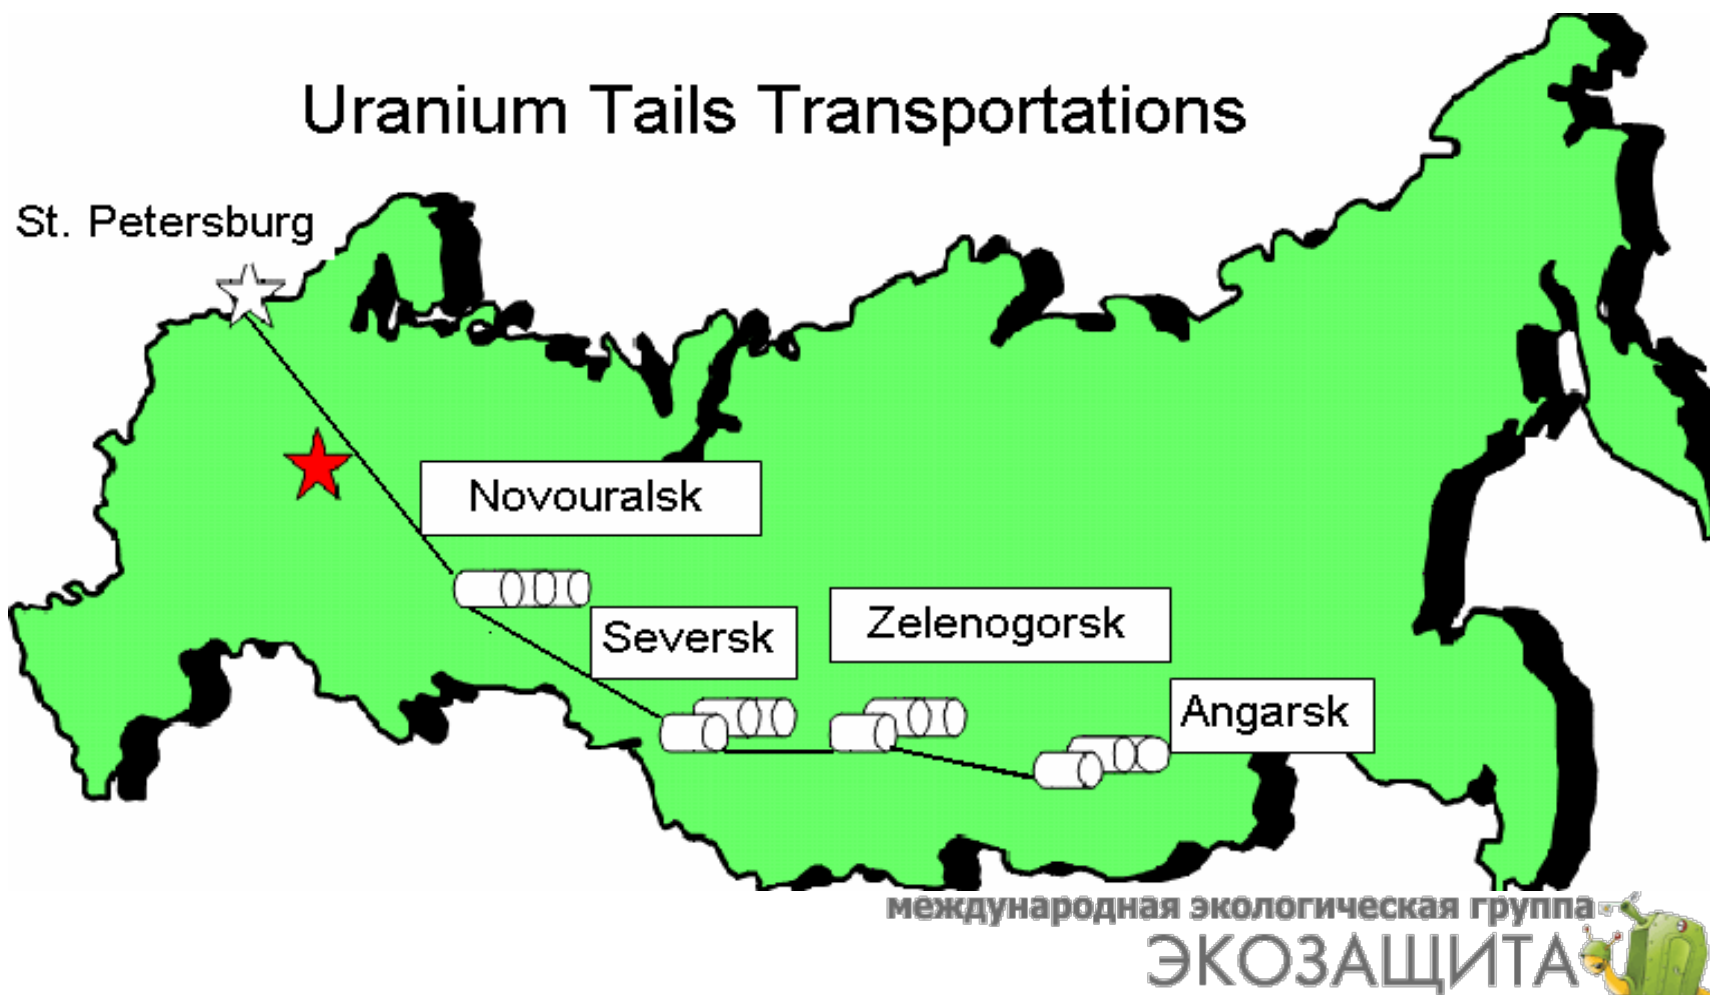 Uranium Tails Transportations
St. Petersburg
Novouralsk
Seversk
Zelenogorsk
Angarsk
международная экологическая группа
ЭКОЗАЩИТА